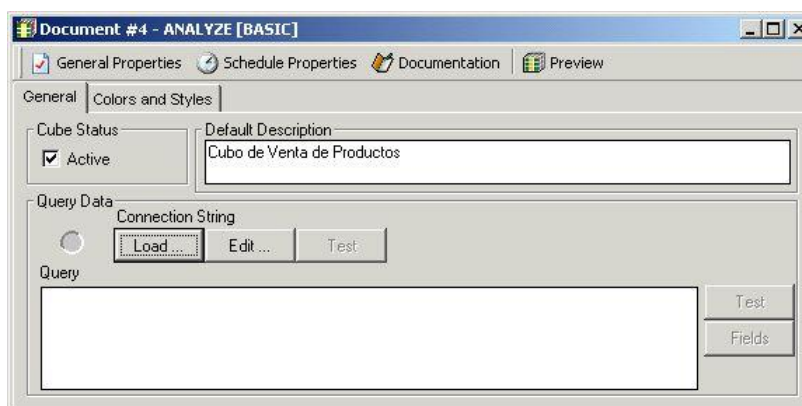 Document #4 - ANALYZE [BASIC]
General Properties Schedule Properties Documentation Preview
General Colors and Styles
Cube Status Default Description
Active Cubo de Venta de Productos
Query Data
Connection String
Load ... Edit ... Test
Query
Test
Fields